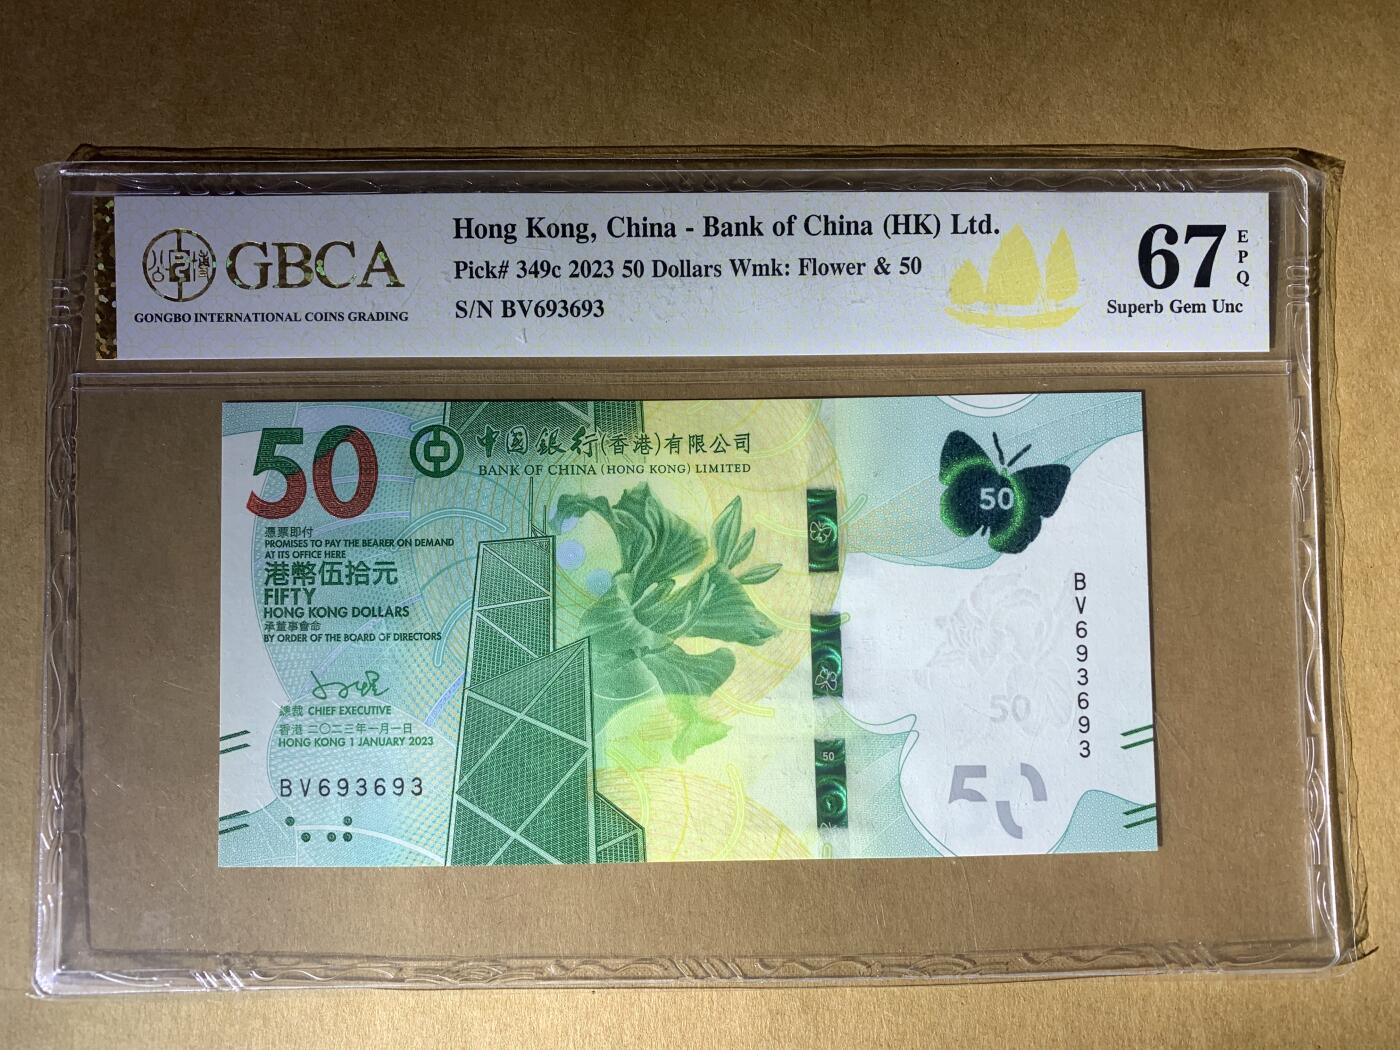 GBCA
GONGBO INTERNATIONAL COINS GRADING
Hong Kong, China - Bank of China (HK) Ltd.
Pick# 349c 2023 50 Dollars Wmk: Flower & 50
S/N BV693693
67
EPQ
Superb Gem Unc
50
中国银行(香港)有限公司
BANK OF CHINA (HONG KONG) LIMITED
憑票即付
PROMISES TO PAY THE BEARER ON DEMAND
AT ITS OFFICE HERE
港幣伍拾元
FIFTY
HONG KONG DOLLARS
承董事會命
BY ORDER OF THE BOARD OF DIRECTORS
總裁 CHIEF EXECUTIVE
香港二〇二三年一月一日
HONG KONG 1 JANUARY 2023
BV693693
50
50
BV693693
50
50